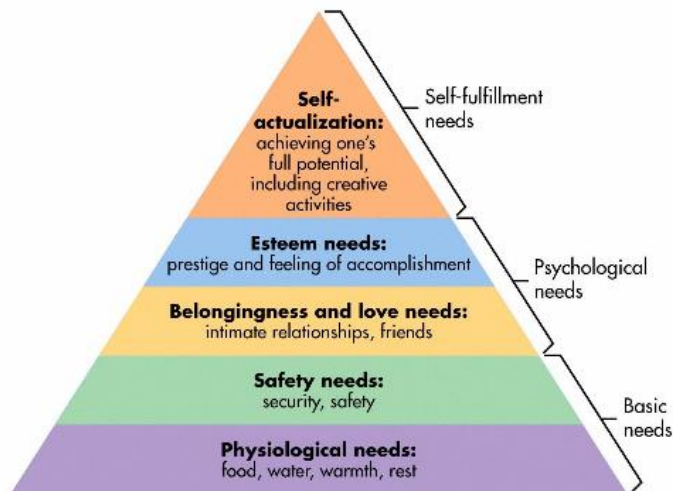 Self-
actualization:
achieving one's
full potential,
including creative
activities
Self-fulfillment
needs
Esteem needs:
prestige and feeling of accomplishment
Psychological
needs
Belongingness and love needs:
intimate relationships, friends
Safety needs:
security, safety
Basic
needs
Physiological needs:
food, water, warmth, rest